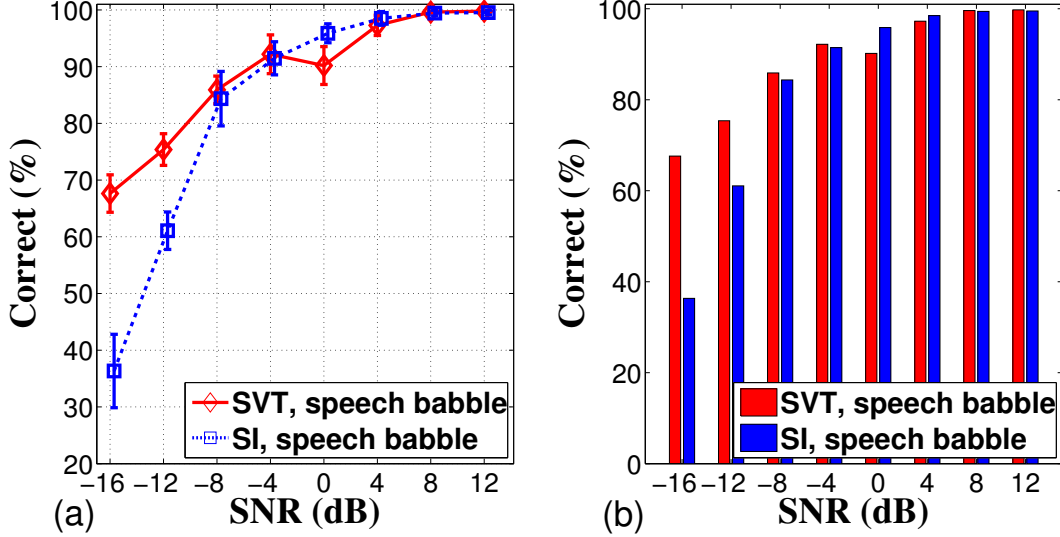 100
90
80
70
60
50
40
30
20
Correct (%)
−16 −12 −8 −4 0 4 8 12
SNR (dB)
(a)
SVT, speech babble
SI, speech babble
100
80
60
40
20
0
Correct (%)
−16 −12 −8 −4 0 4 8 12
SNR (dB)
(b)
SVT, speech babble
SI, speech babble